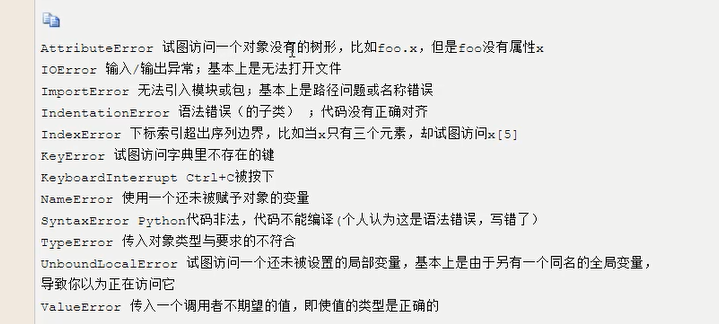 AttributeError 试图访问一个对象没有的树形，比如foo.x，但是foo没有属性x
IOError 输入/输出异常；基本上是无法打开文件
ImportError 无法引入模块或包；基本上是路径问题或名称错误
IndentationError 语法错误（的子类） ；代码没有正确对齐
IndexError 下标索引超出序列边界，比如当x只有三个元素，却试图访问x[5]
KeyError 试图访问字典里不存在的键
KeyboardInterrupt Ctrl+C被按下
NameError 使用一个还未被赋予对象的变量
SyntaxError Python代码非法，代码不能编译(个人认为这是语法错误，写错了）
TypeError 传入对象类型与要求的不符合
UnboundLocalError 试图访问一个还未被设置的局部变量，基本上是由于另有一个同名的全局变量，
导致你以为正在访问它
ValueError 传入一个调用者不期望的值，即使值的类型是正确的